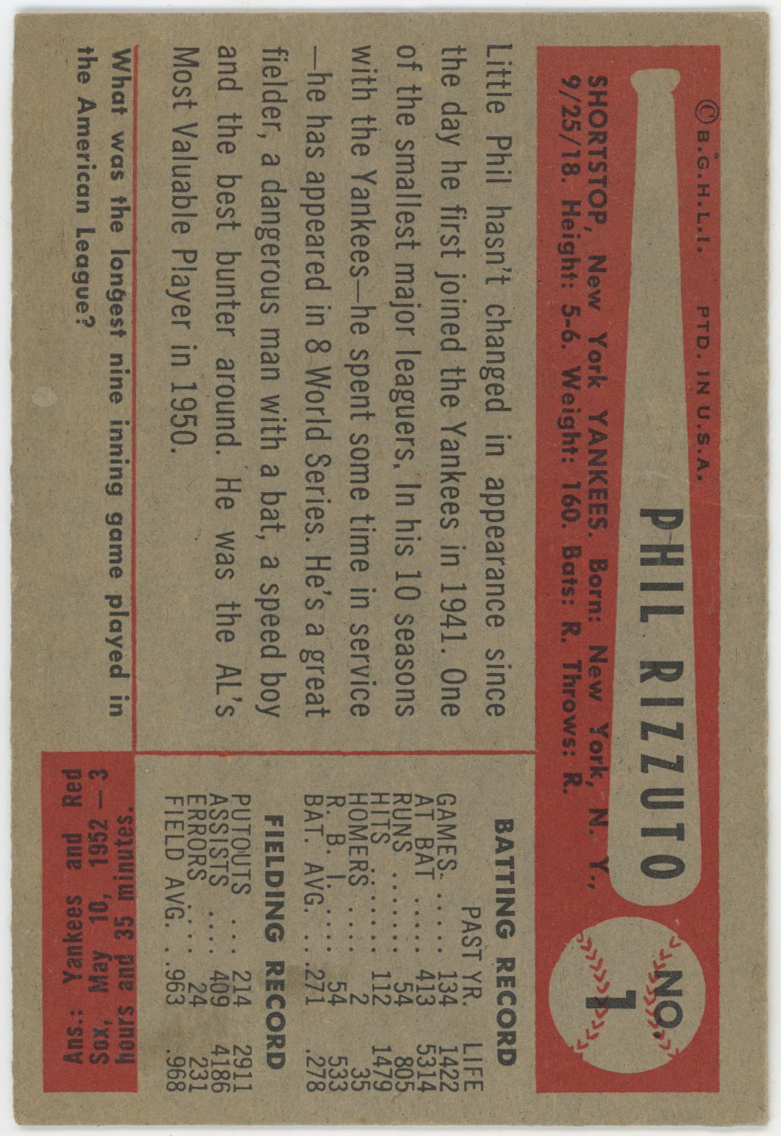 © B.G.H.L.I. PTD. IN U.S.A.
PHIL RIZZUTO
NO. 1
SHORTSTOP, New York YANKEES. Born: New York, N. Y.,
9/25/18. Height: 5-6. Weight: 160. Bats: R. Throws: R.
Little Phil hasn't changed in appearance since
the day he first joined the Yankees in 1941. One
of the smallest major leaguers. In his 10 seasons
with the Yankees—he spent some time in service
—he has appeared in 8 World Series. He's a great
fielder, a dangerous man with a bat, a speed boy
and the best bunter around. He was the AL's
Most Valuable Player in 1950.
BATTING RECORD
PAST YR. LIFE
GAMES. ..... 134 1422
AT BAT ..... 413 5314
RUNS ....... 54 805
HITS ....... 112 1479
HOMERS .... 2 35
R. B. I. .... 54 533
BAT. AVG. .. .271 .278
FIELDING RECORD
PUTOUTS ... 214 2911
ASSISTS .... 409 4186
ERRORS .... 24 231
FIELD AVG. . .963 .968
What was the longest nine inning game played in
the American League?
Ans.: Yankees and Red
Sox, May 10, 1952 — 3
hours and 35 minutes.